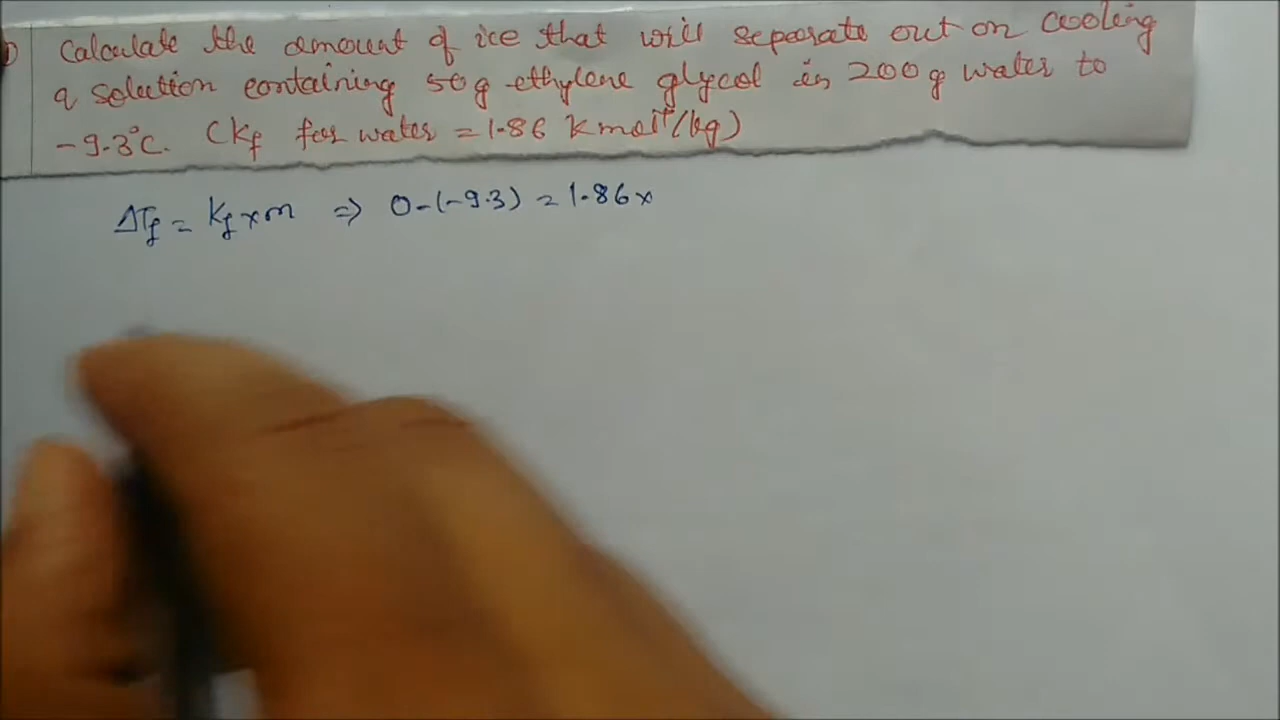 Calculate the amount of ice that will separate out on cooling
a solution containing 50g ethylene glycol in 200g water to
-9.3°C. (Kf for water = 1.86 K mol⁻¹ (kg)
ΔTf = Kf x m ⇒ 0-(-9.3) = 1.86 x